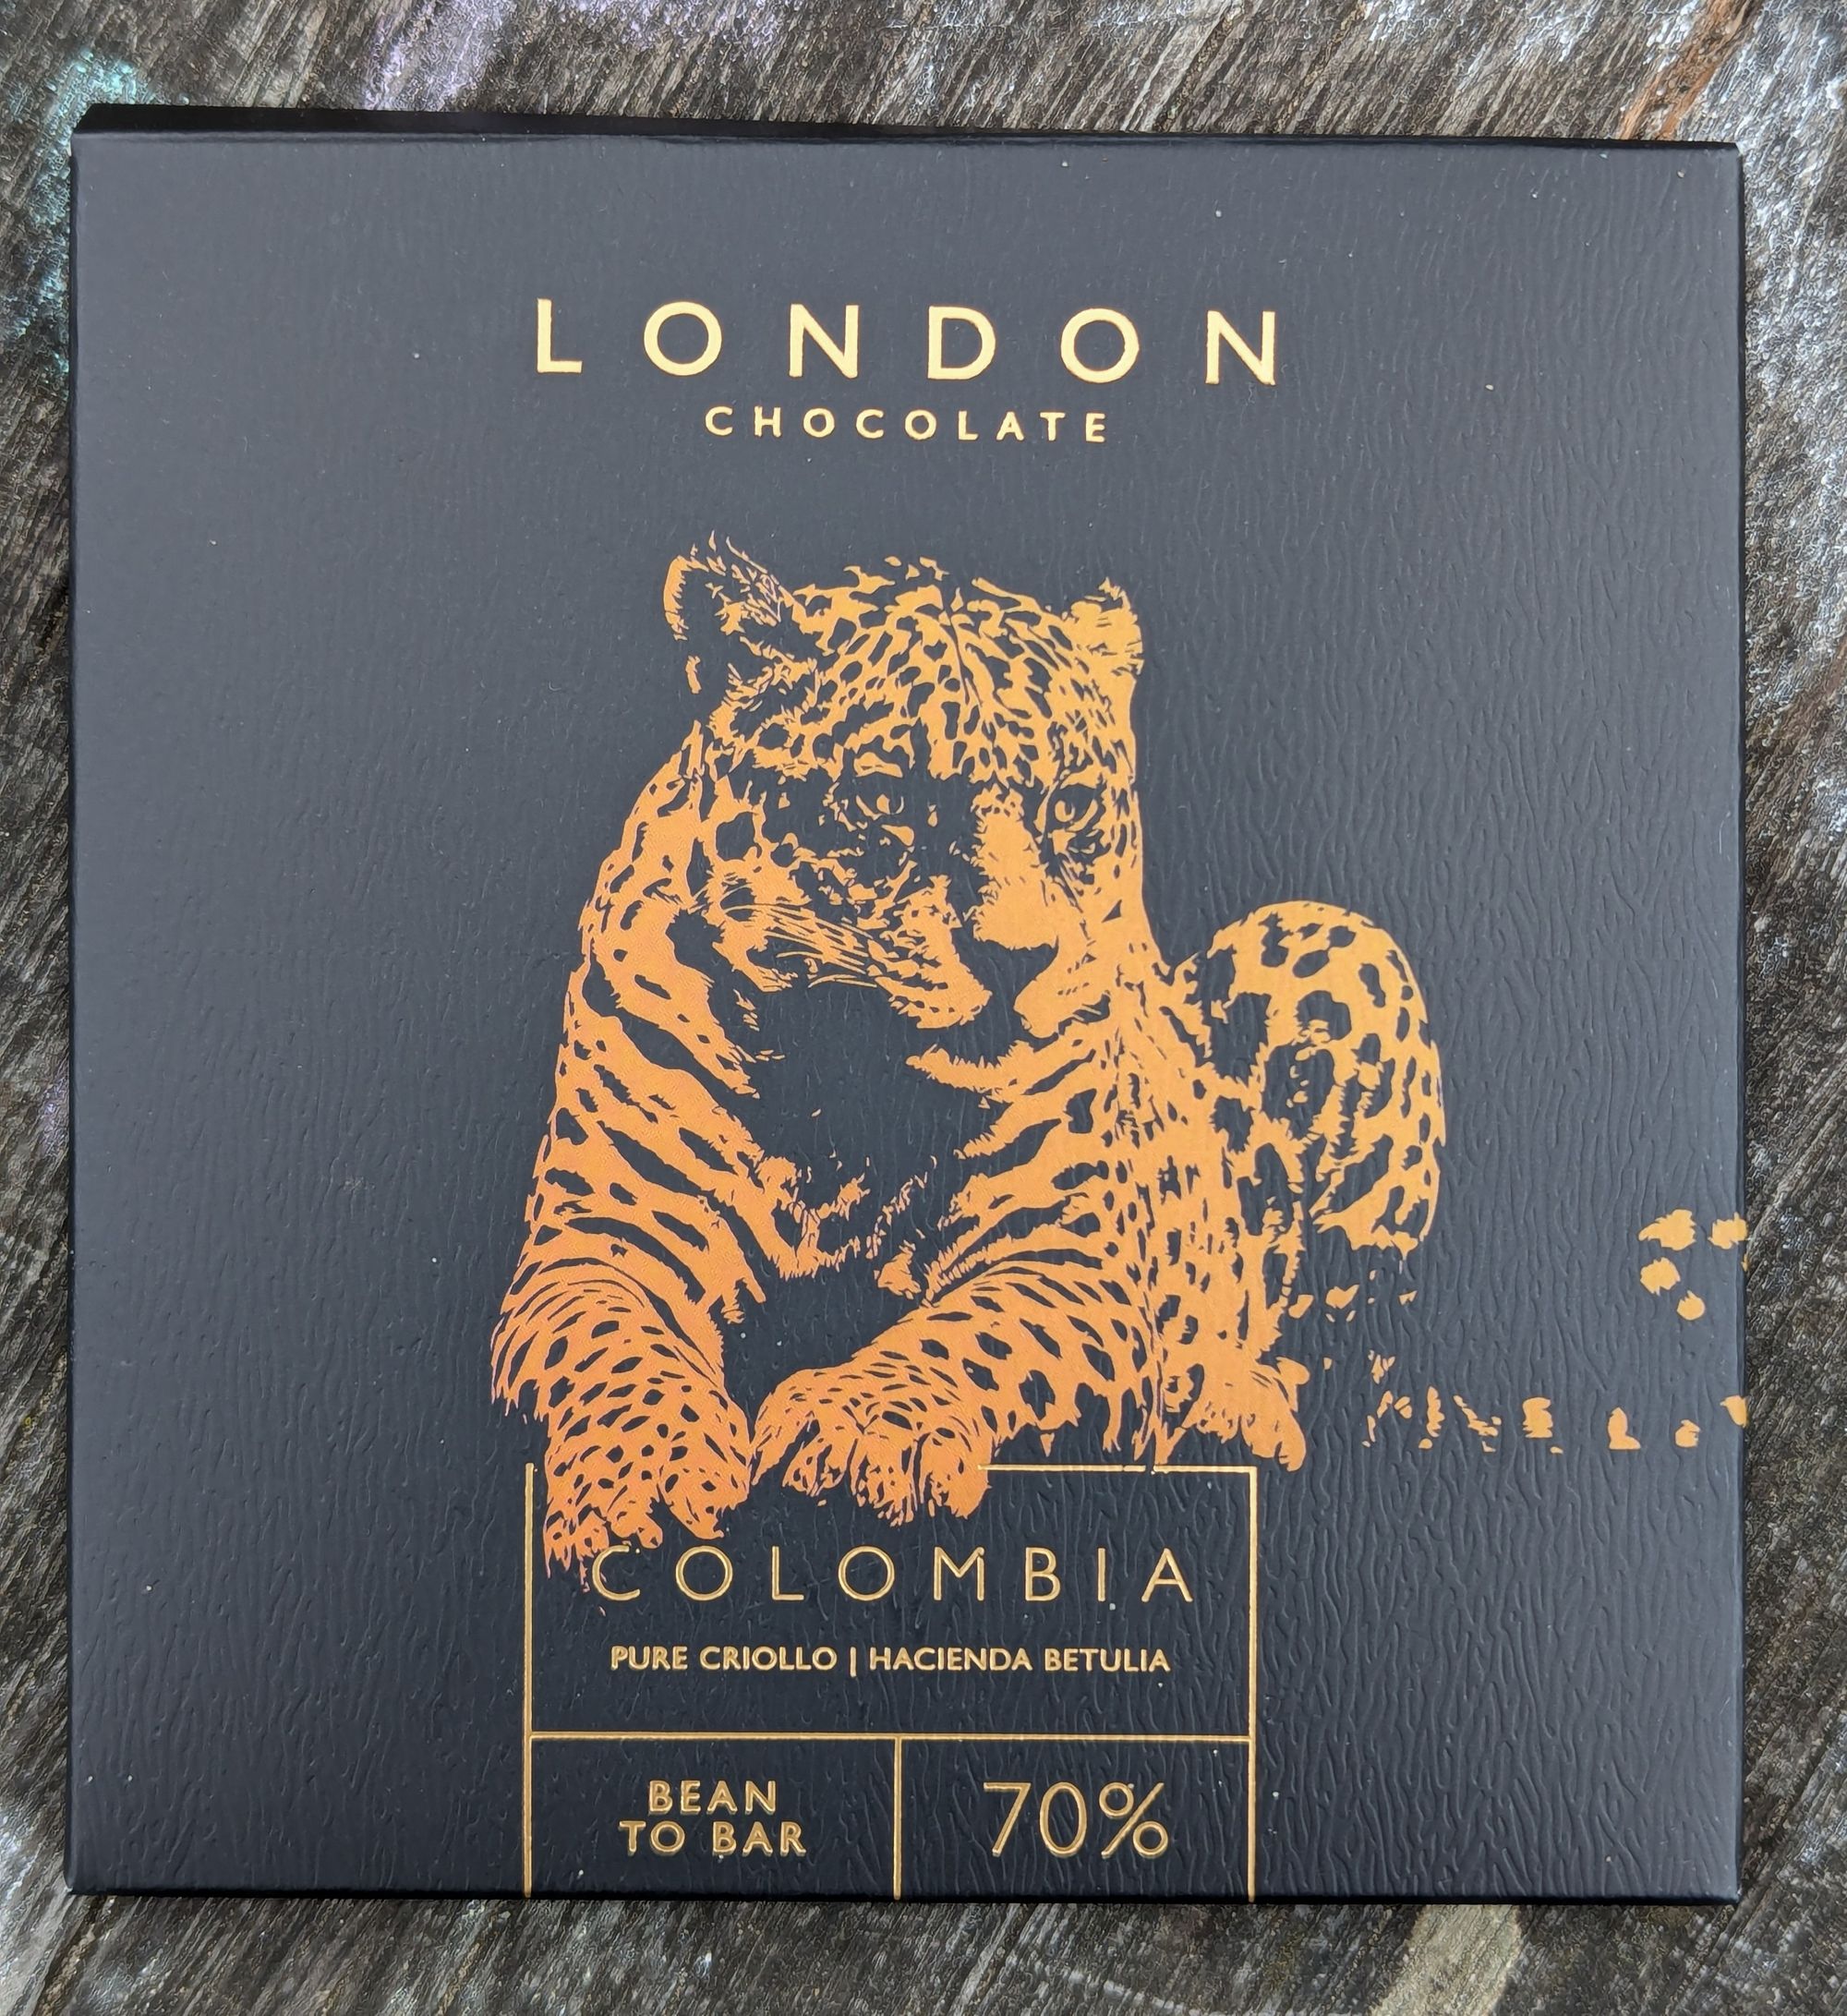 LONDON
CHOCOLATE
COLOMBIA
PURE CRIOLLO | HACIENDA BETULIA
BEAN
TO BAR
70%